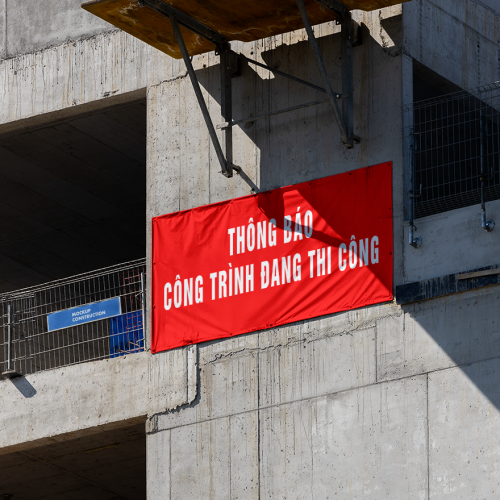 THÔNG BÁO
CÔNG TRÌNH ĐANG THI CÔNG
MOCKUP
CONSTRUCTION